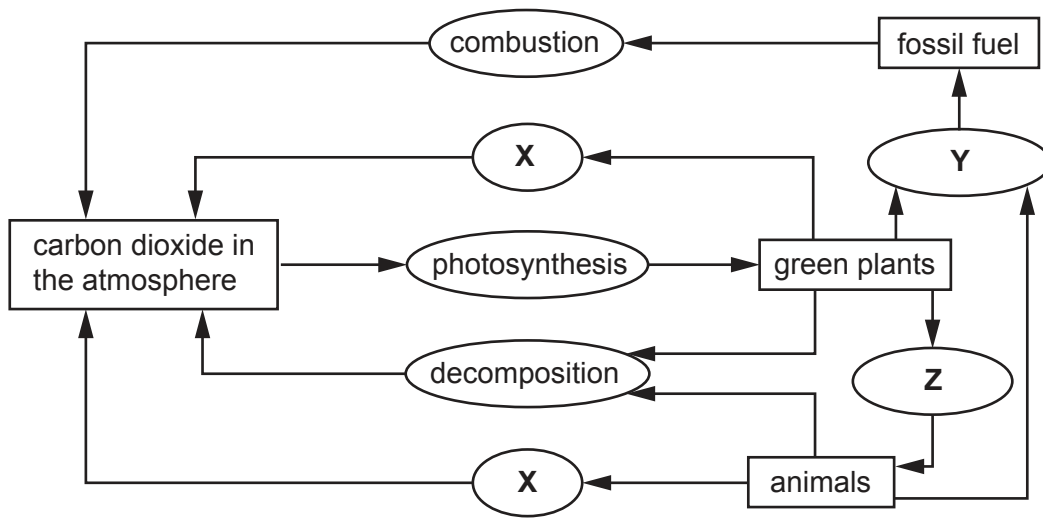 combustion
fossil fuel
X
Y
carbon dioxide in
the atmosphere
photosynthesis
green plants
decomposition
Z
X
animals